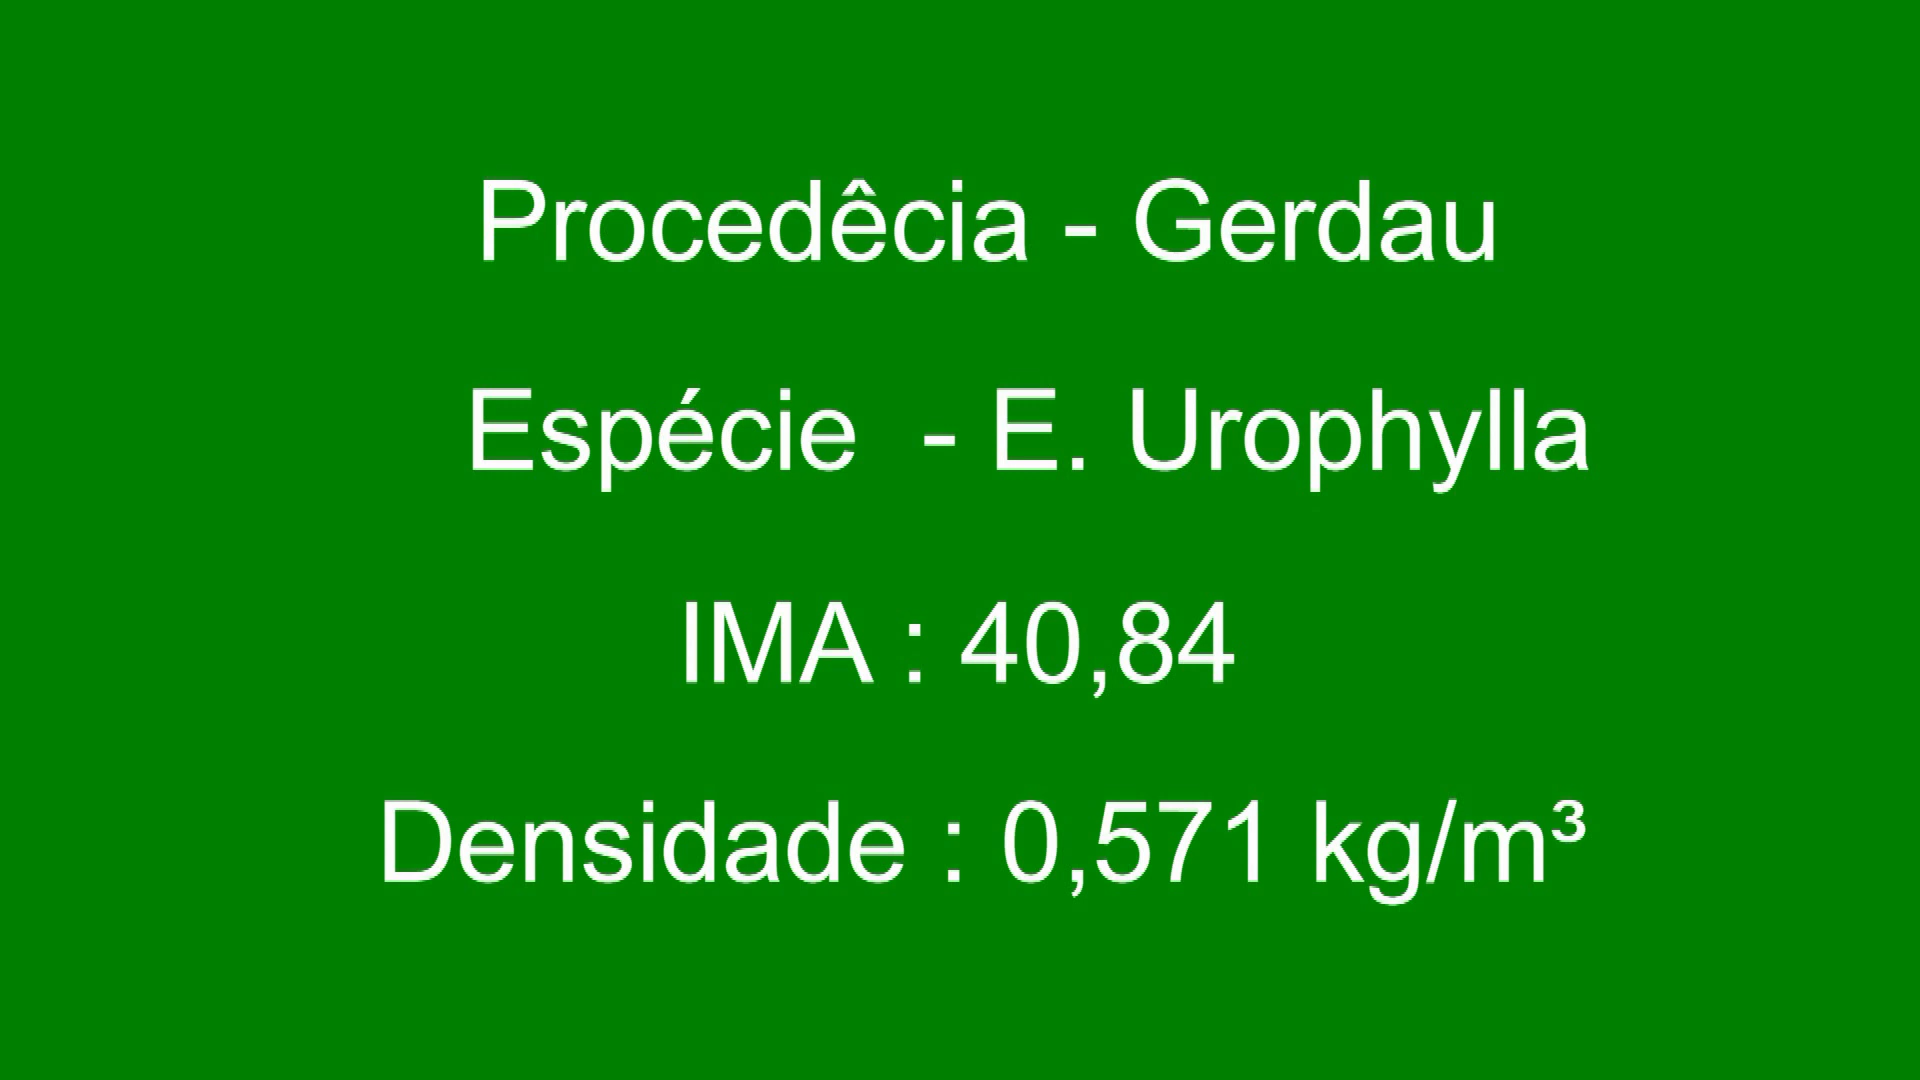 Procedêcia - Gerdau
Espécie  - E. Urophylla
IMA : 40,84
Densidade : 0,571 kg/m³